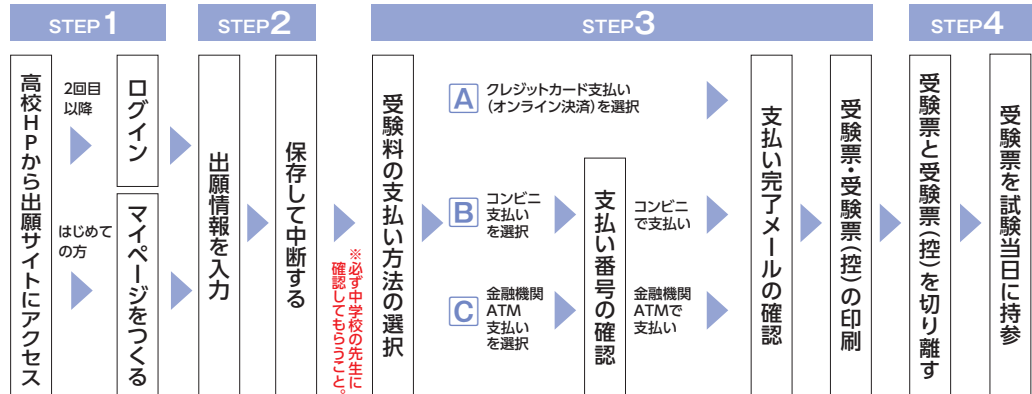 STEP1
高校HPから出願サイトにアクセス
2回目
以降
ログイン
はじめて
の方
マイページをつくる
STEP2
出願情報を入力
保存して中断する
※必ず中学校の先生に
確認してもらうこと。
STEP3
受験料の支払い方法の選択
A クレジットカード支払い
（オンライン決済）を選択
B コンビニ
支払い
を選択
C 金融機関
ATM
支払い
を選択
支払い番号の確認
コンビニ
で支払い
金融機関
ATMで
支払い
支払い完了メールの確認
受験票・受験票（控）の印刷
STEP4
受験票と受験票（控）を切り離す
受験票を試験当日に持参